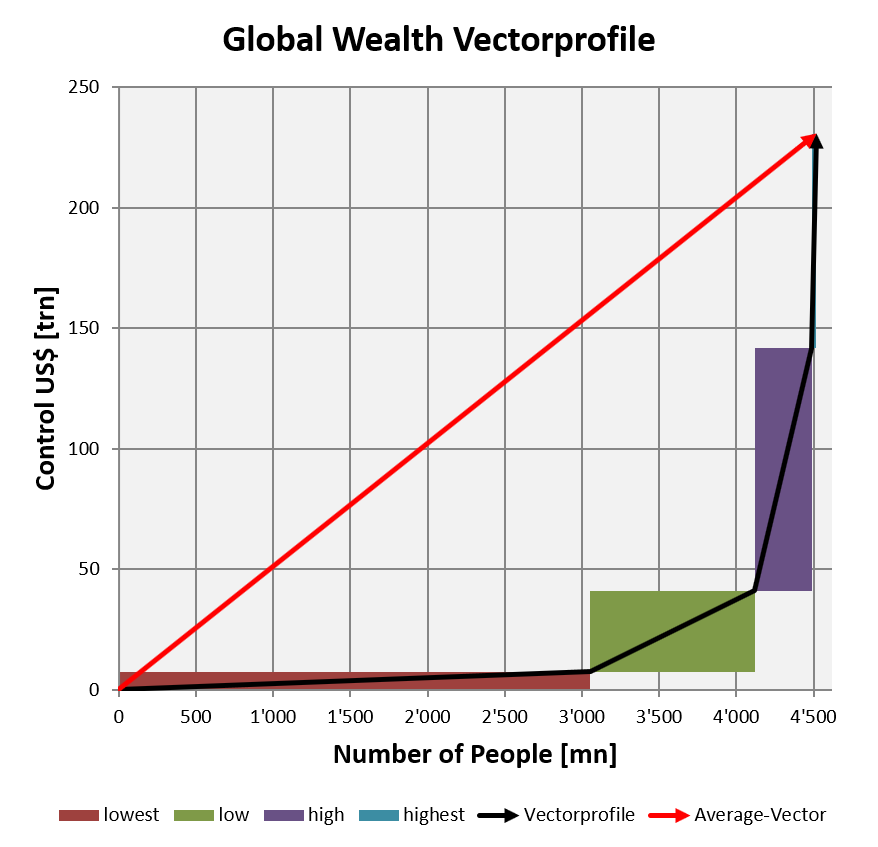 Global Wealth Vectorprofile
250
200
150
100
50
0
Control US$ [trn]
0 500 1'000 1'500 2'000 2'500 3'000 3'500 4'000 4'500
Number of People [mn]
lowest low high highest Vectorprofile Average-Vector